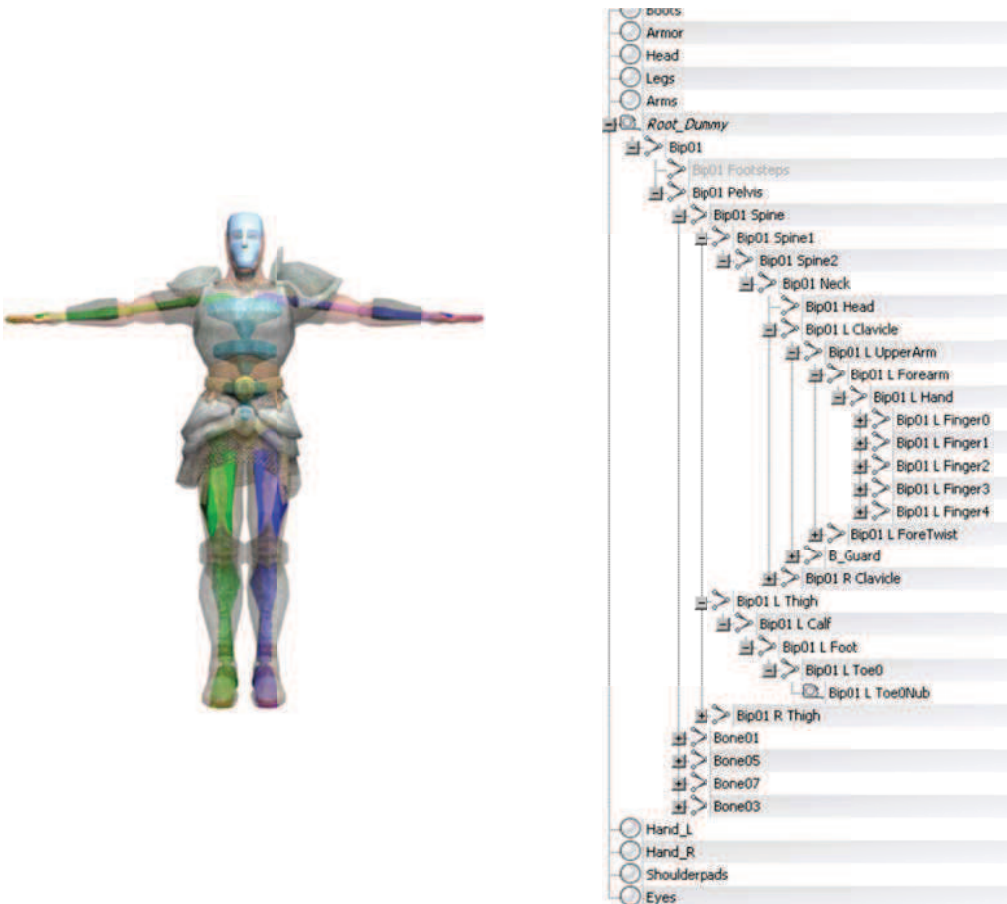 Boots
Armor
Head
Legs
Arms
Root_Dummy
Bip01
Bip01 Footsteps
Bip01 Pelvis
Bip01 Spine
Bip01 Spine1
Bip01 Spine2
Bip01 Neck
Bip01 Head
Bip01 L Clavicle
Bip01 L UpperArm
Bip01 L Forearm
Bip01 L Hand
Bip01 L Finger0
Bip01 L Finger1
Bip01 L Finger2
Bip01 L Finger3
Bip01 L Finger4
Bip01 L ForeTwist
B_Guard
Bip01 R Clavicle
Bip01 L Thigh
Bip01 L Calf
Bip01 L Foot
Bip01 L Toe0
Bip01 L Toe0Nub
Bip01 R Thigh
Bone01
Bone05
Bone07
Bone03
Hand_L
Hand_R
Shoulderpads
Eyes